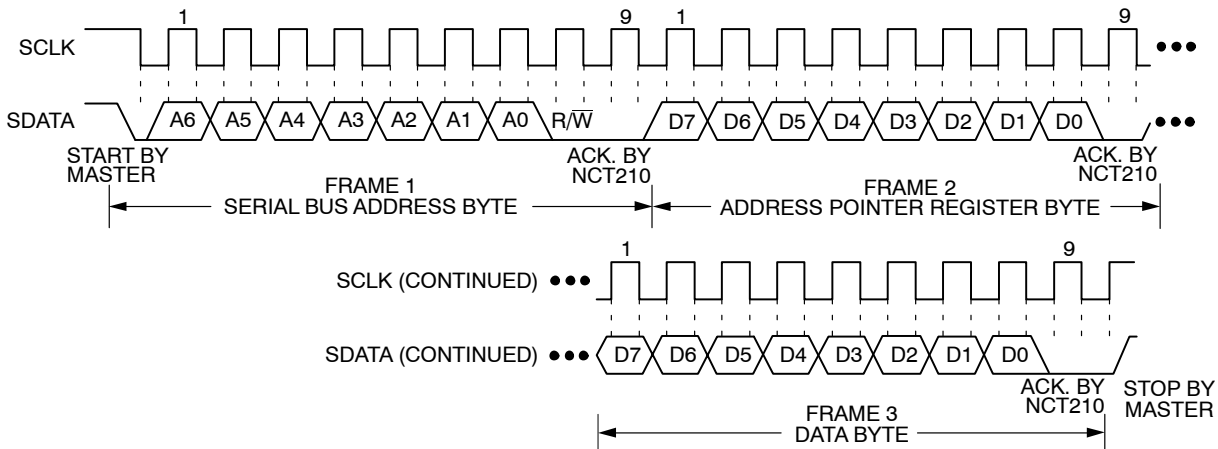 1 9 1 9
SCLK
SDATA A6 A5 A4 A3 A2 A1 A0 R/W̅ D7 D6 D5 D4 D3 D2 D1 D0
START BY
MASTER
ACK. BY
NCT210
ACK. BY
NCT210
FRAME 1
SERIAL BUS ADDRESS BYTE
FRAME 2
ADDRESS POINTER REGISTER BYTE
1 9
SCLK (CONTINUED)
SDATA (CONTINUED) D7 D6 D5 D4 D3 D2 D1 D0
ACK. BY
NCT210
STOP BY
MASTER
FRAME 3
DATA BYTE